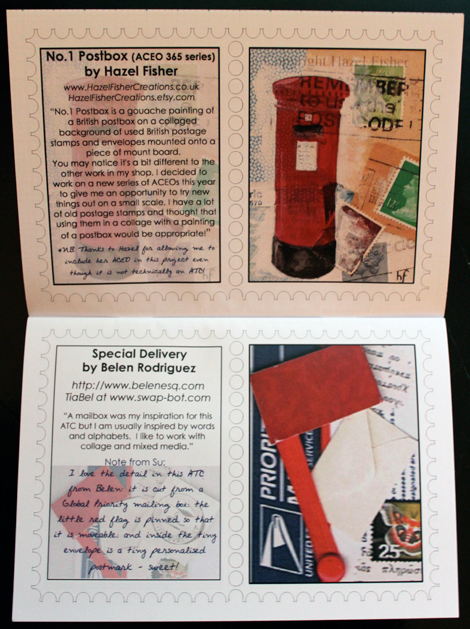 No.1 Postbox (ACEO 365 series)
by Hazel Fisher
www.HazelFisherCreations.co.uk
HazelFisherCreations.etsy.com
"No.1 Postbox is a gouache painting of
a British postbox on a collaged
background of used British postage
stamps and envelopes mounted onto a
piece of mount board.
You may notice it's a bit different to the
other work in my shop. I decided to
work on a new series of ACEOs this year
to give me an opportunity to try new
things out on a small scale. I have a lot
of old postage stamps and thought that
using them in a collage with a painting
of a postbox would be appropriate!"
*NB Thanks to Hazel for allowing me to
include her ACEO in this project even
though it is not technically an ATC!
Copyright Hazel Fisher
REMEMBER
to us the
POST CODE
hf
Special Delivery
by Belen Rodriguez
http://www.belenesq.com
TiaBel at www.swap-bot.com
"A mailbox was my inspiration for this
ATC but I am usually inspired by words
and alphabets. I like to work with
collage and mixed media."
Note from Su:
I love the detail in this ATC
from Belen: it is cut from a
Global Priority mailing box: the
little red flag is pinned so that
it is moveable and inside the tiny
envelope is a tiny personalised
postmark - sweet!
PRIORI
UNITED STATES
SERVICE
25